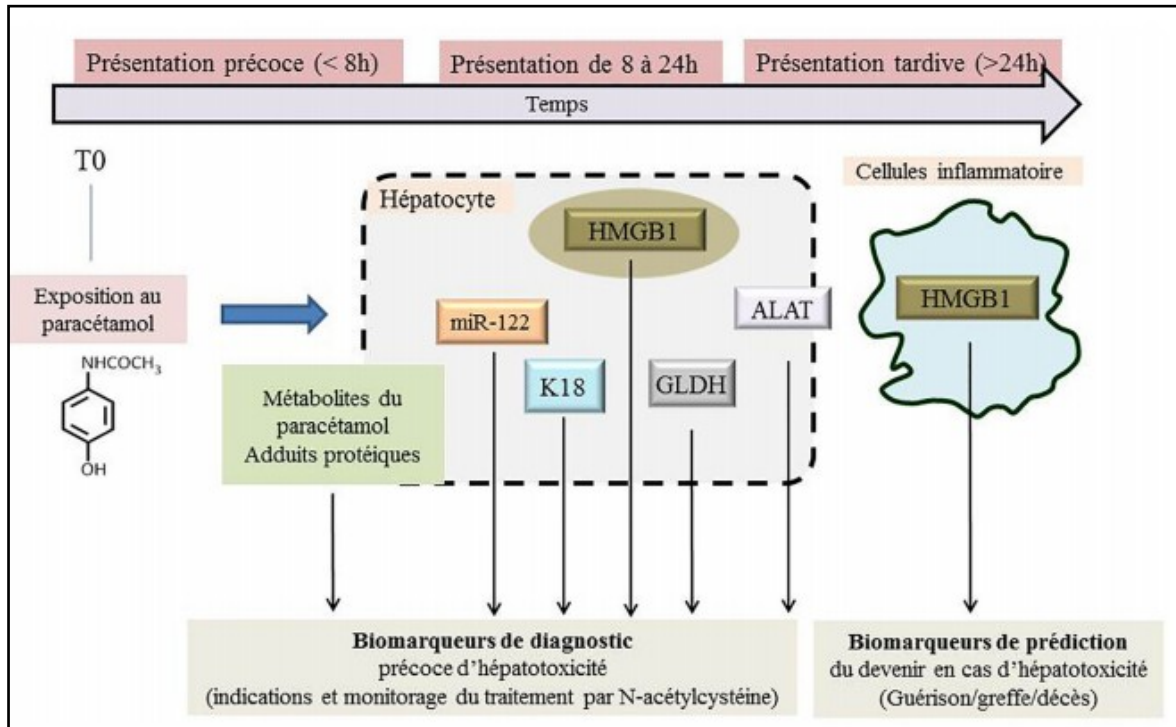 Présentation précoce (< 8h)
Présentation de 8 à 24h
Présentation tardive (>24h)
Temps
T0
Cellules inflammatoire
Hépatocyte
HMGB1
Exposition au
paracétamol
HMGB1
ALAT
miR-122
NHCOCH3
K18
GLDH
Métabolites du
paracétamol
Adduits protéiques
OH
Biomarqueurs de diagnostic
précoce d'hépatotoxicité
(indications et monitorage du traitement par N-acétylcystéine)
Biomarqueurs de prédiction
du devenir en cas d'hépatotoxicité
(Guérison/greffe/décès)